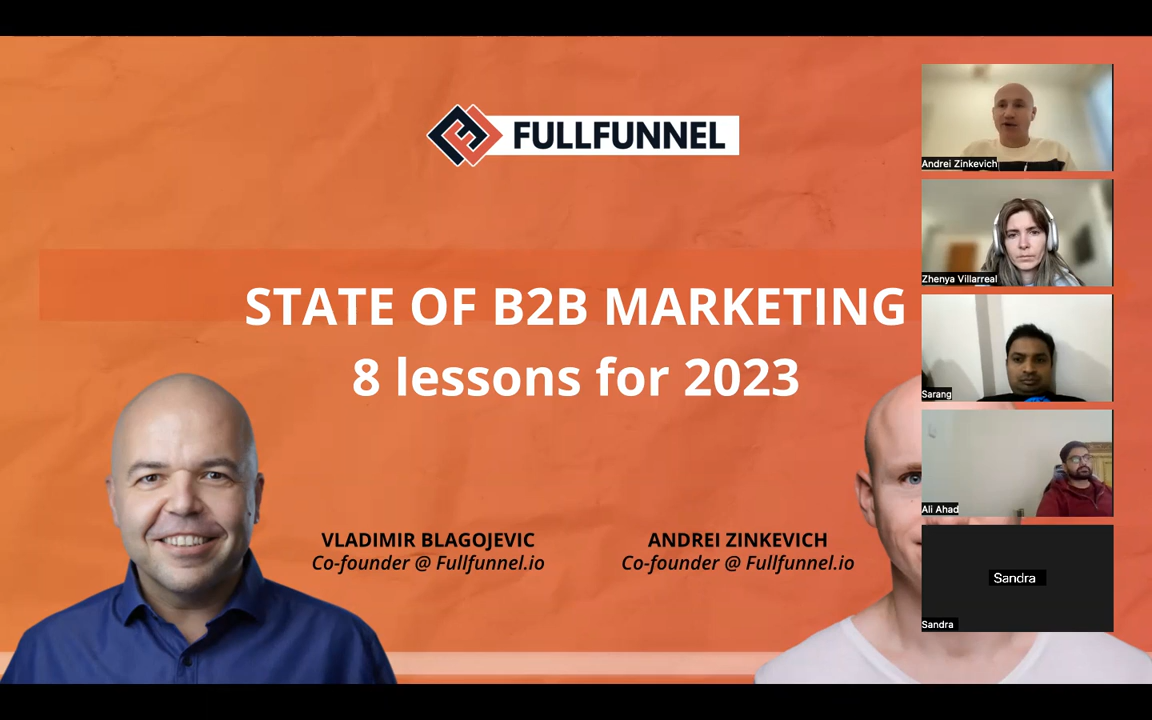 FULLFUNNEL
STATE OF B2B MARKETING
8 lessons for 2023
VLADIMIR BLAGOJEVIC
Co-founder @ Fullfunnel.io
ANDREI ZINKEVICH
Co-founder @ Fullfunnel.io
Andrei Zinkevich
Zhenya Villarreal
Sarang
Ali Ahad
Sandra
Sandra